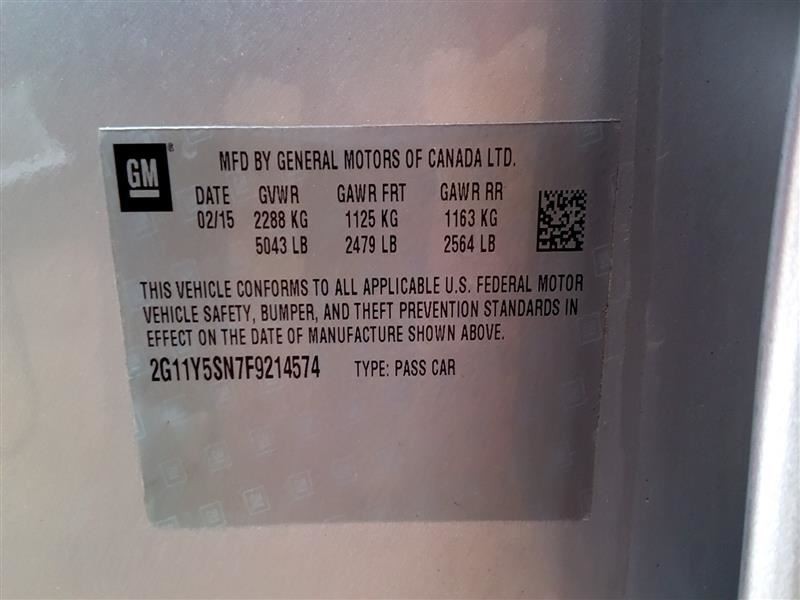 GM ®
MFD BY GENERAL MOTORS OF CANADA LTD.
DATE GVWR GAWR FRT GAWR RR
02/15 2288 KG 1125 KG 1163 KG
5043 LB 2479 LB 2564 LB
THIS VEHICLE CONFORMS TO ALL APPLICABLE U.S. FEDERAL MOTOR
VEHICLE SAFETY, BUMPER, AND THEFT PREVENTION STANDARDS IN
EFFECT ON THE DATE OF MANUFACTURE SHOWN ABOVE.
2G11Y5SN7F9214574 TYPE: PASS CAR